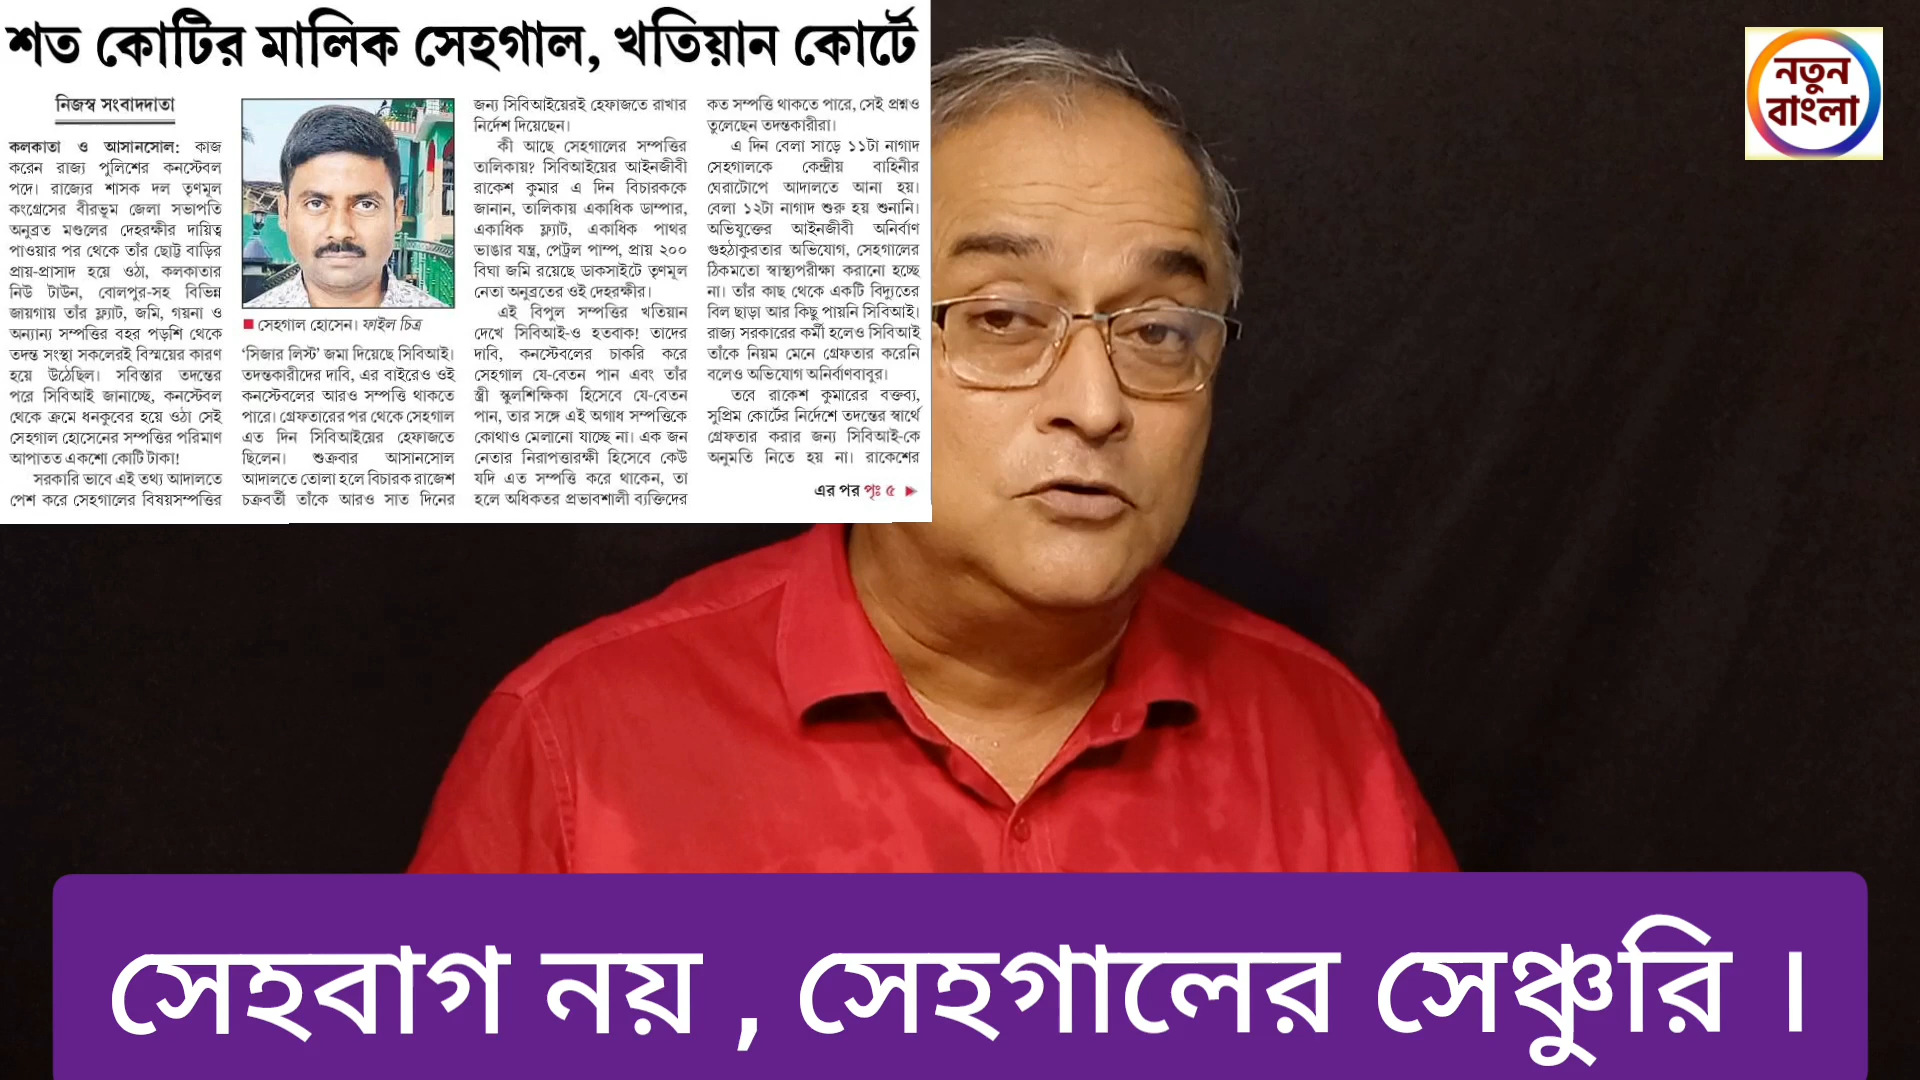 শত কোটির মালিক সেহগাল, খতিয়ান কোর্টে
নিজস্ব সংবাদদাতা
কলকাতা ও আসানসোল: কাজ
করেন রাজ্য পুলিশের কনস্টেবল
পদে। রাজ্যের শাসক দল তৃণমূল
কংগ্রেসের বীরভূম জেলা সভাপতি
অনুব্রত মণ্ডলের দেহরক্ষীর দায়িত্ব
পাওয়ার পর থেকে তাঁর ছোট্ট বাড়ির
প্রায়-প্রাসাদ হয়ে ওঠা, কলকাতার
নিউ টাউন, বোলপুর-সহ বিভিন্ন
জায়গায় তাঁর ফ্ল্যাট, জমি, গয়না ও
অন্যান্য সম্পত্তির বহর পড়শি থেকে
তদন্ত সংস্থা সকলেরই বিস্ময়ের কারণ
হয়ে উঠেছিল। সবিস্তার তদন্তের
পরে সিবিআই জানাচ্ছে, কনস্টেবল
থেকে ক্রমে ধনকুবের হয়ে ওঠা সেই
সেহগাল হোসেনের সম্পত্তির পরিমাণ
আপাতত একশো কোটি টাকা!
সরকারি ভাবে এই তথ্য আদালতে
পেশ করে সেহগালের বিষয়সম্পত্তির
সেহগাল হোসেন। ফাইল চিত্র
'সিজার লিস্ট' জমা দিয়েছে সিবিআই।
তদন্তকারীদের দাবি, এর বাইরেও ওই
কনস্টেবলের আরও সম্পত্তি থাকতে
পারে। গ্রেফতারের পর থেকে সেহগাল
এত দিন সিবিআইয়ের হেফাজতে
ছিলেন। শুক্রবার আসানসোল
আদালতে তোলা হলে বিচারক রাজেশ
চক্রবর্তী তাঁকে আরও সাত দিনের
জন্য সিবিআইয়েরই হেফাজতে রাখার
নির্দেশ দিয়েছেন।
কী আছে সেহগালের সম্পত্তির
তালিকায়? সিবিআইয়ের আইনজীবী
রাকেশ কুমার এ দিন বিচারককে
জানান, তালিকায় একাধিক ডাম্পার,
একাধিক ফ্ল্যাট, একাধিক পাথর
ভাঙার যন্ত্র, পেট্রল পাম্প, প্রায় ২০০
বিঘা জমি রয়েছে ডাকসাইটে তৃণমূল
নেতা অনুব্রতের ওই দেহরক্ষীর।
এই বিপুল সম্পত্তির খতিয়ান
দেখে সিবিআই-ও হতবাক! তাদের
দাবি, কনস্টেবলের চাকরি করে
সেহগাল যে-বেতন পান এবং তাঁর
স্ত্রী স্কুলশিক্ষিকা হিসেবে যে-বেতন
পান, তার সঙ্গে এই অগাধ সম্পত্তিকে
কোথাও মেলানো যাচ্ছে না। এক জন
নেতার নিরাপত্তারক্ষী হিসেবে কেউ
যদি এত সম্পত্তি করে থাকেন, তা
হলে অধিকতর প্রভাবশালী ব্যক্তিদের
কত সম্পত্তি থাকতে পারে, সেই প্রশ্নও
তুলেছেন তদন্তকারীরা।
এ দিন বেলা সাড়ে ১১টা নাগাদ
সেহগালকে কেন্দ্রীয় বাহিনীর
ঘেরাটোপে আদালতে আনা হয়।
বেলা ১২টা নাগাদ শুরু হয় শুনানি।
অভিযুক্তের আইনজীবী অনির্বাণ
গুহঠাকুরতার অভিযোগ, সেহগালের
ঠিকমতো স্বাস্থ্যপরীক্ষা করানো হচ্ছে
না। তাঁর কাছ থেকে একটি বিদ্যুতের
বিল ছাড়া আর কিছু পায়নি সিবিআই।
রাজ্য সরকারের কর্মী হলেও সিবিআই
তাঁকে নিয়ম মেনে গ্রেফতার করেনি
বলেও অভিযোগ অনির্বাণবাবুর।
তবে রাকেশ কুমারের বক্তব্য,
সুপ্রিম কোর্টের নির্দেশে তদন্তের স্বার্থে
গ্রেফতার করার জন্য সিবিআই-কে
অনুমতি নিতে হয় না। রাকেশের
এর পর পৃঃ ৫
নতুন
বাংলা
সেহবাগ নয় , সেহগালের সেঞ্চুরি ।